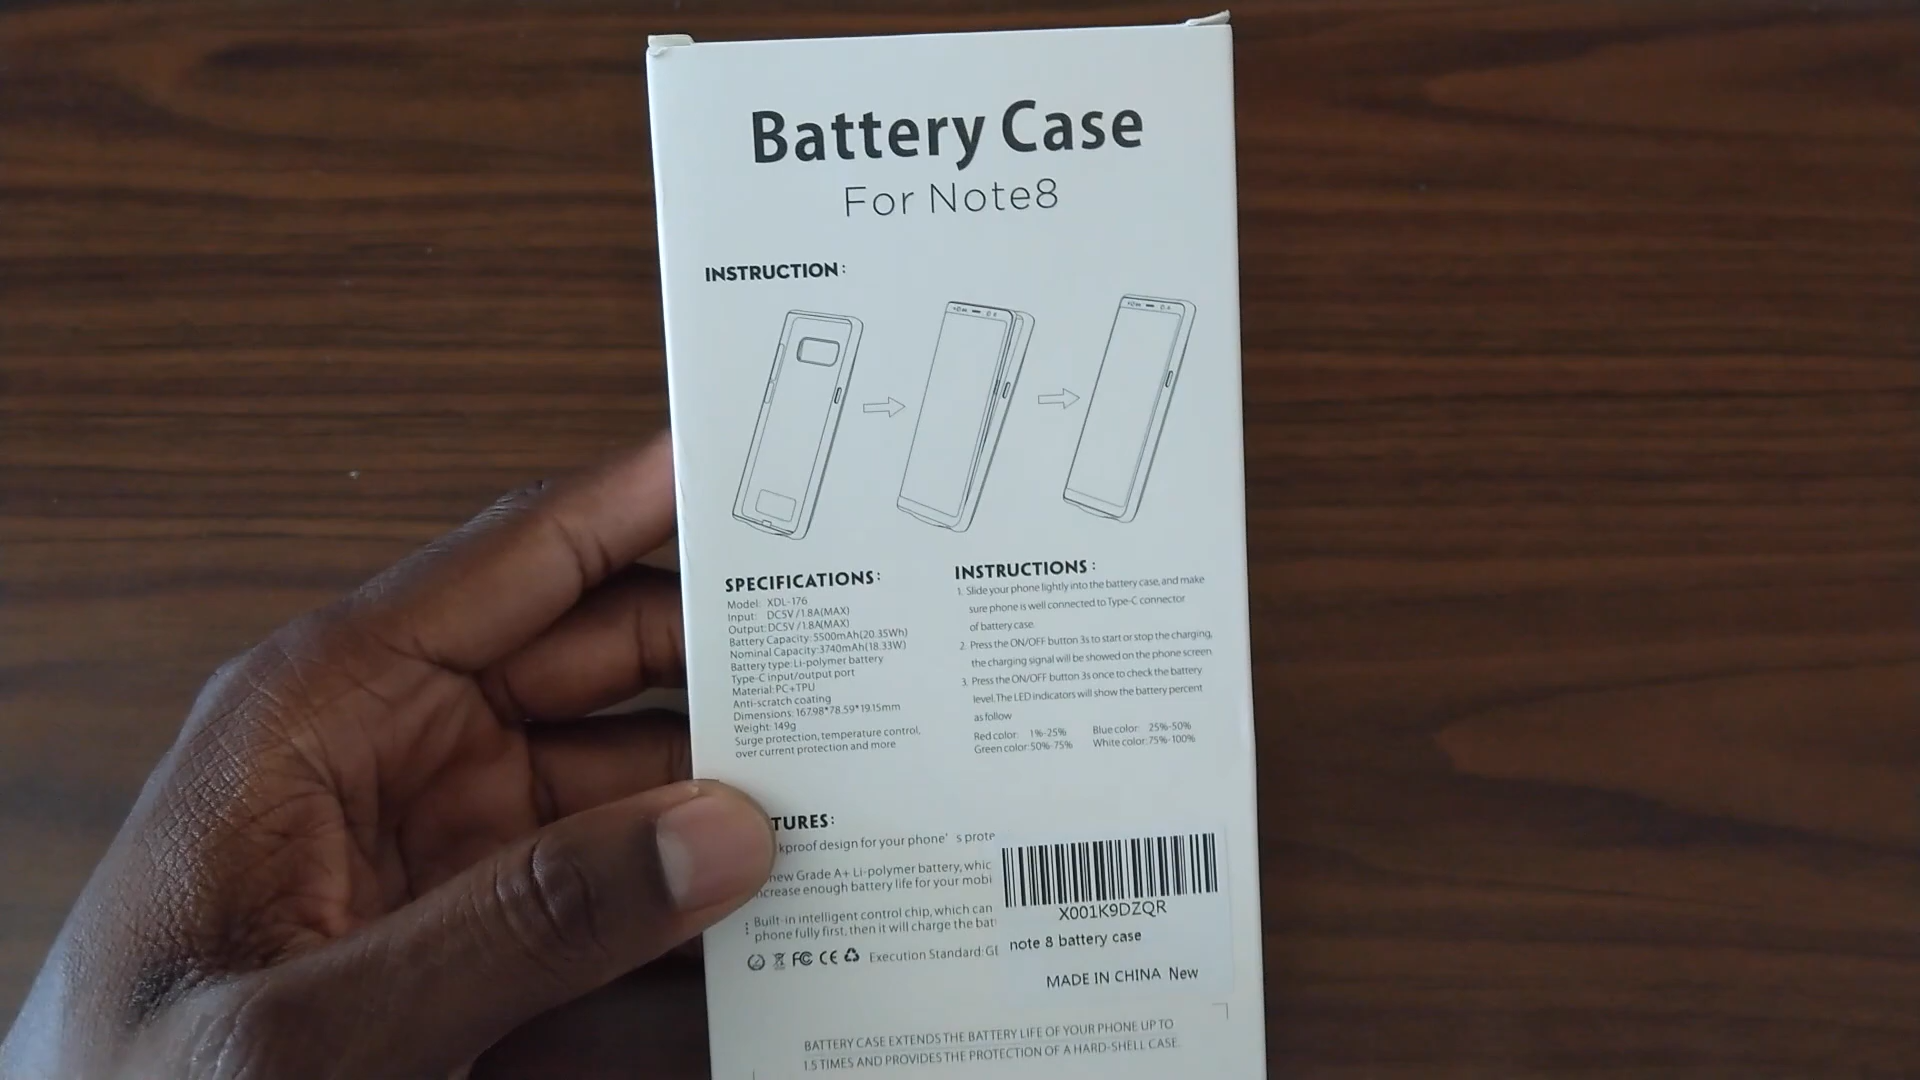 Battery Case
For Note8
INSTRUCTION:
SPECIFICATIONS:
Model: XDL-176
Input: DC5V/1.8A(MAX)
Output: DC5V/1.8A(MAX)
Battery Capacity: 5500mAh(20.35Wh)
Nominal Capacity: 3740mAh(18.33W)
Battery type: Li-polymer battery
Type-C input/output port
Material: PC+TPU
Anti-scratch coating
Dimensions: 167.98*78.59*19.15mm
Weight: 149g
Surge protection, temperature control,
over current protection and more
INSTRUCTIONS:
1. Slide your phone lightly into the battery case, and make
sure phone is well connected to Type-C connector
of battery case.
2. Press the ON/OFF button 3s to start or stop the charging,
the charging signal will be showed on the phone screen
3. Press the ON/OFF button 3s once to check the battery
level. The LED indicators will show the battery percent
as follow
Red color: 1%-25% Blue color: 25%-50%
Green color: 50%-75% White color: 75%-100%
TURES:
kproof design for your phone's prote
new Grade A+ Li-polymer battery, whic
ncrease enough battery life for your mobi
Built-in intelligent control chip, which can
phone fully first, then it will charge the bat
FC CE Execution Standard:
X001K9DZQR
note 8 battery case
MADE IN CHINA New
BATTERY CASE EXTENDS THE BATTERY LIFE OF YOUR PHONE UP TO
1.5 TIMES AND PROVIDES THE PROTECTION OF A HARD-SHELL CASE.